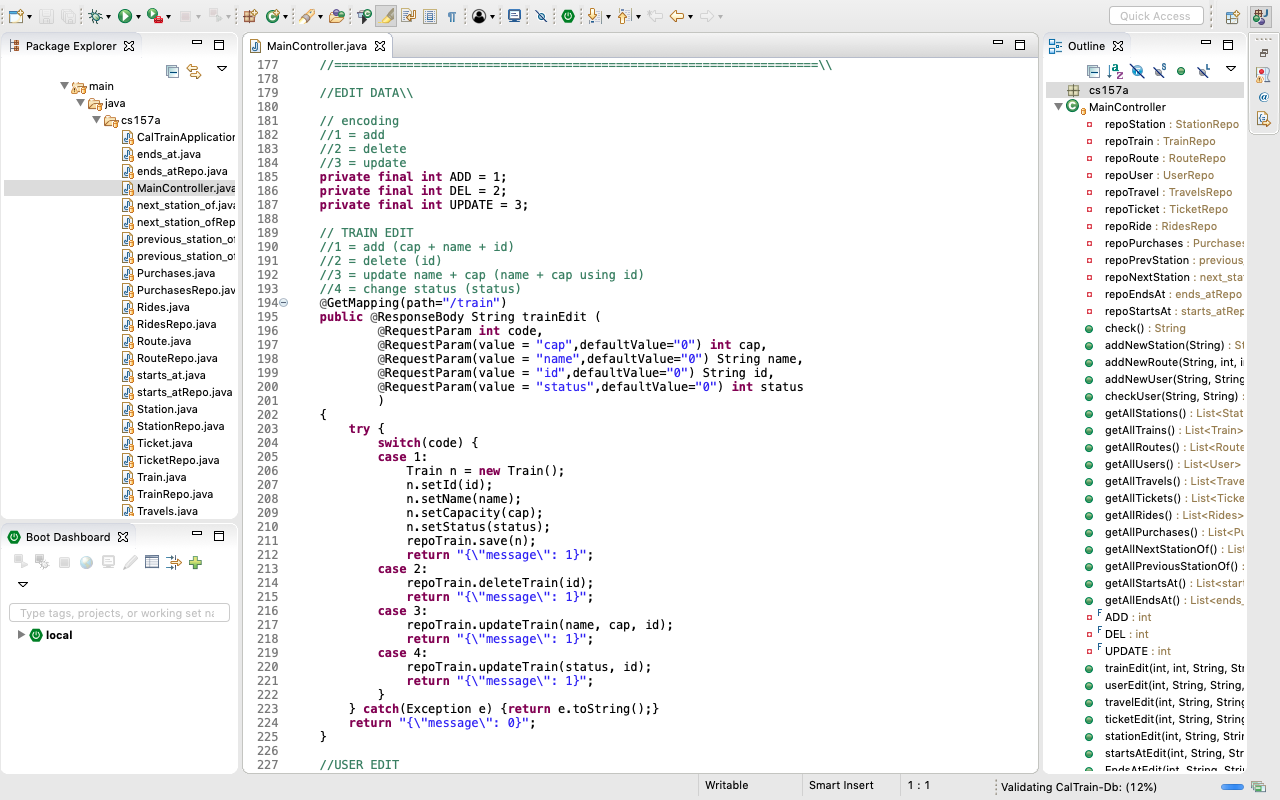 Quick Access
Package Explorer
main
java
cs157a
CalTrainApplication
ends_at.java
ends_atRepo.java
MainController.java
next_station_of.java
next_station_ofRep
previous_station_of
previous_station_of
Purchases.java
PurchasesRepo.java
Rides.java
RidesRepo.java
Route.java
RouteRepo.java
starts_at.java
starts_atRepo.java
Station.java
StationRepo.java
Ticket.java
TicketRepo.java
Train.java
TrainRepo.java
Travels.java
Boot Dashboard
Type tags, projects, or working set na
local
MainController.java
177 //===================================================================\\
178
179 //EDIT DATA\\
180
181 // encoding
182 //1 = add
183 //2 = delete
184 //3 = update
185 private final int ADD = 1;
186 private final int DEL = 2;
187 private final int UPDATE = 3;
188
189 // TRAIN EDIT
190 //1 = add (cap + name + id)
191 //2 = delete (id)
192 //3 = update name + cap (name + cap using id)
193 //4 = change status (status)
194 @GetMapping(path="/train")
195 public @ResponseBody String trainEdit (
196 @RequestParam int code,
197 @RequestParam(value = "cap",defaultValue="0") int cap,
198 @RequestParam(value = "name",defaultValue="0") String name,
199 @RequestParam(value = "id",defaultValue="0") String id,
200 @RequestParam(value = "status",defaultValue="0") int status
201 )
202 {
203 try {
204 switch(code) {
205 case 1:
206 Train n = new Train();
207 n.setId(id);
208 n.setName(name);
209 n.setCapacity(cap);
210 n.setStatus(status);
211 repoTrain.save(n);
212 return "{\"message\": 1}";
213 case 2:
214 repoTrain.deleteTrain(id);
215 return "{\"message\": 1}";
216 case 3:
217 repoTrain.updateTrain(name, cap, id);
218 return "{\"message\": 1}";
219 case 4:
220 repoTrain.updateTrain(status, id);
221 return "{\"message\": 1}";
222 }
223 } catch(Exception e) {return e.toString();}
224 return "{\"message\": 0}";
225 }
226
227 //USER EDIT
Outline
cs157a
MainController
repoStation : StationRepo
repoTrain : TrainRepo
repoRoute : RouteRepo
repoUser : UserRepo
repoTravel : TravelsRepo
repoTicket : TicketRepo
repoRide : RidesRepo
repoPurchases : Purchases
repoPrevStation : previous_
repoNextStation : next_sta
repoEndsAt : ends_atRepo
repoStartsAt : starts_atRep
check() : String
addNewStation(String) : St
addNewRoute(String, int, i
addNewUser(String, String
checkUser(String, String) :
getAllStations() : List<Stat
getAllTrains() : List<Train>
getAllRoutes() : List<Route
getAllUsers() : List<User>
getAllTravels() : List<Trave
getAllTickets() : List<Ticke
getAllRides() : List<Rides>
getAllPurchases() : List<Pu
getAllNextStationOf() : List
getAllPreviousStationOf() :
getAllStartsAt() : List<start
getAllEndsAt() : List<ends_
ADD : int
DEL : int
UPDATE : int
trainEdit(int, int, String, Str
userEdit(int, String, String,
travelEdit(int, String, String
ticketEdit(int, String, String
stationEdit(int, String, Strin
startsAtEdit(int, String, Str
EndsAtEdit(int, String, Strin
Writable
Smart Insert
1 : 1
Validating CalTrain-Db: (12%)